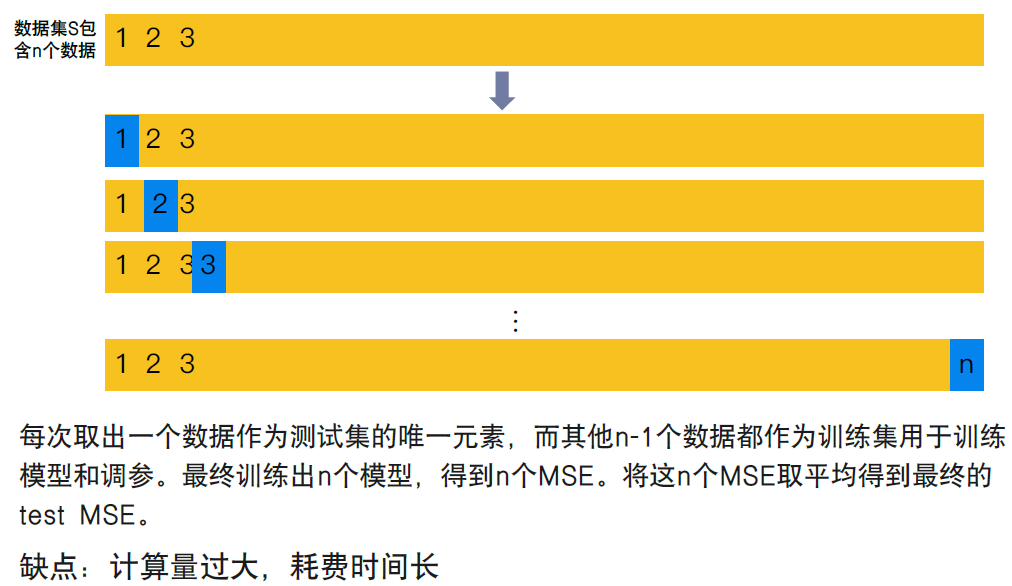 数据集S包
含n个数据
1 2 3
1 2 3
1 2 3
1 2 3 3
⋮
1 2 3 n
每次取出一个数据作为测试集的唯一元素，而其他n-1个数据都作为训练集用于训练
模型和调参。最终训练出n个模型，得到n个MSE。将这n个MSE取平均得到最终的
test MSE。
缺点：计算量过大，耗费时间长